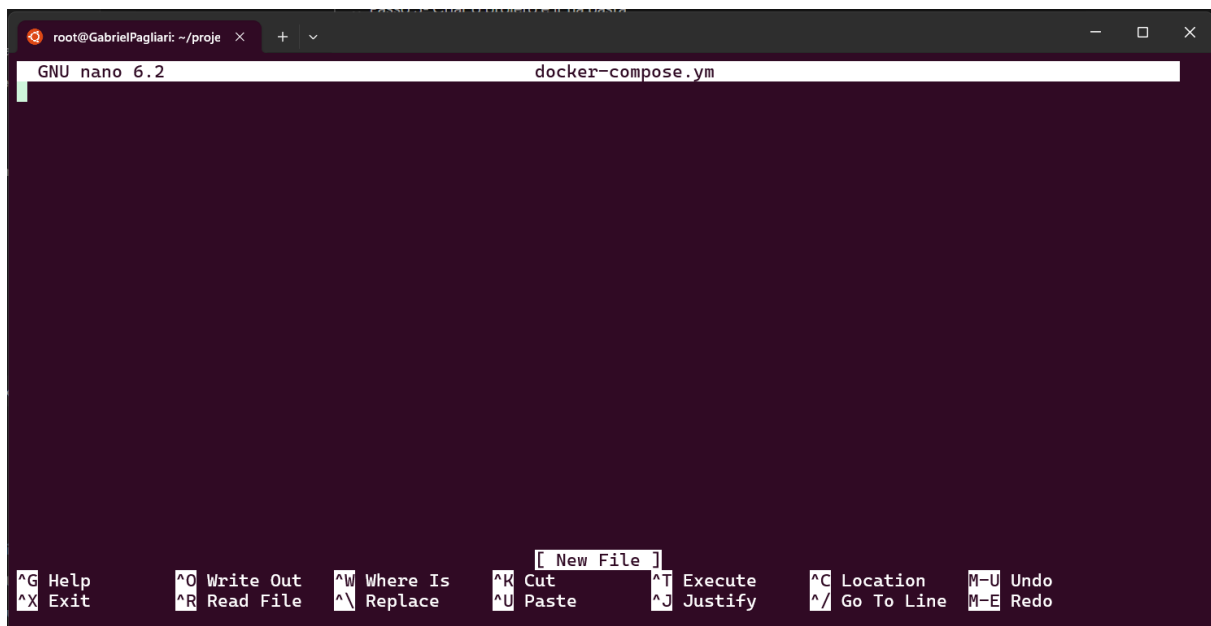 root@GabrielPagliari: ~/proje
GNU nano 6.2 docker-compose.ym
[ New File ]
^G Help ^O Write Out ^W Where Is ^K Cut ^T Execute ^C Location M-U Undo
^X Exit ^R Read File ^\ Replace ^U Paste ^J Justify ^/ Go To Line M-E Redo